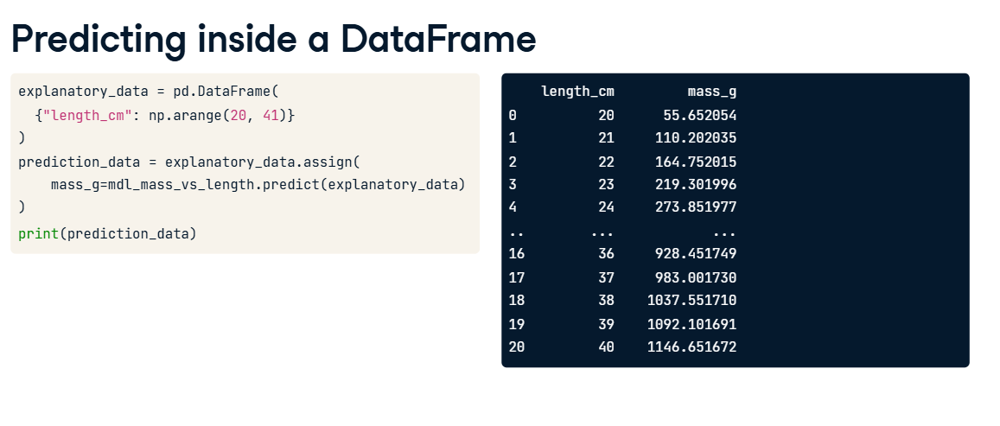 Predicting inside a DataFrame
explanatory_data = pd.DataFrame(
  {"length_cm": np.arange(20, 41)}
)
prediction_data = explanatory_data.assign(
    mass_g=mdl_mass_vs_length.predict(explanatory_data)
)
print(prediction_data)
    length_cm         mass_g
0          20      55.652054
1          21     110.202035
2          22     164.752015
3          23     219.301996
4          24     273.851977
..        ...            ...
16         36     928.451749
17         37     983.001730
18         38    1037.551710
19         39    1092.101691
20         40    1146.651672